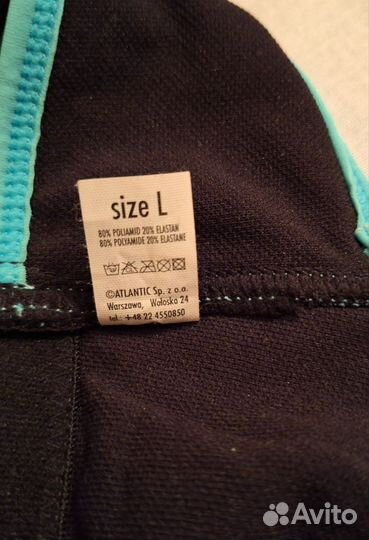 size L
80% POLIAMID 20% ELASTAN
80% POLYAMIDE 20% ELASTANE
©ATLANTIC Sp. z o.o.
Warszawa, Wołoska 24
tel.: +48 22 4550850
Avito